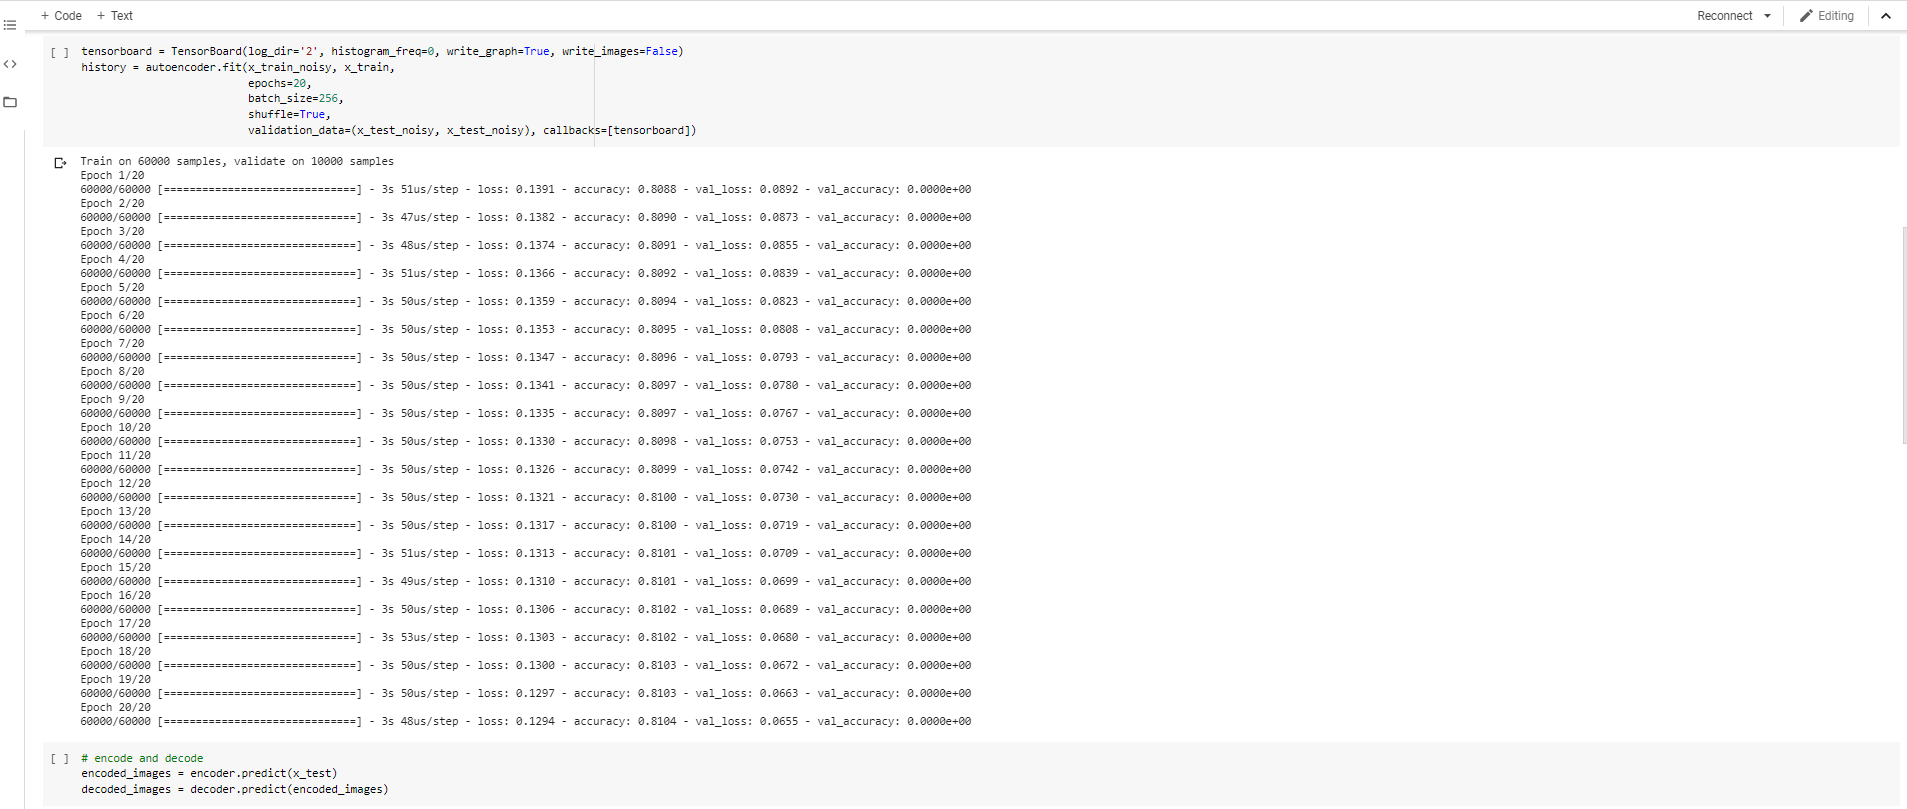 + Code + Text
Reconnect
Editing
[ ] tensorboard = TensorBoard(log_dir='2', histogram_freq=0, write_graph=True, write_images=False)
history = autoencoder.fit(x_train_noisy, x_train,
epochs=20,
batch_size=256,
shuffle=True,
validation_data=(x_test_noisy, x_test_noisy), callbacks=[tensorboard])
Train on 60000 samples, validate on 10000 samples
Epoch 1/20
60000/60000 [==============================] - 3s 51us/step - loss: 0.1391 - accuracy: 0.8088 - val_loss: 0.0892 - val_accuracy: 0.0000e+00
Epoch 2/20
60000/60000 [==============================] - 3s 47us/step - loss: 0.1382 - accuracy: 0.8090 - val_loss: 0.0873 - val_accuracy: 0.0000e+00
Epoch 3/20
60000/60000 [==============================] - 3s 48us/step - loss: 0.1374 - accuracy: 0.8091 - val_loss: 0.0855 - val_accuracy: 0.0000e+00
Epoch 4/20
60000/60000 [==============================] - 3s 51us/step - loss: 0.1366 - accuracy: 0.8092 - val_loss: 0.0839 - val_accuracy: 0.0000e+00
Epoch 5/20
60000/60000 [==============================] - 3s 50us/step - loss: 0.1359 - accuracy: 0.8094 - val_loss: 0.0823 - val_accuracy: 0.0000e+00
Epoch 6/20
60000/60000 [==============================] - 3s 50us/step - loss: 0.1353 - accuracy: 0.8095 - val_loss: 0.0808 - val_accuracy: 0.0000e+00
Epoch 7/20
60000/60000 [==============================] - 3s 50us/step - loss: 0.1347 - accuracy: 0.8096 - val_loss: 0.0793 - val_accuracy: 0.0000e+00
Epoch 8/20
60000/60000 [==============================] - 3s 50us/step - loss: 0.1341 - accuracy: 0.8097 - val_loss: 0.0780 - val_accuracy: 0.0000e+00
Epoch 9/20
60000/60000 [==============================] - 3s 50us/step - loss: 0.1335 - accuracy: 0.8097 - val_loss: 0.0767 - val_accuracy: 0.0000e+00
Epoch 10/20
60000/60000 [==============================] - 3s 50us/step - loss: 0.1330 - accuracy: 0.8098 - val_loss: 0.0753 - val_accuracy: 0.0000e+00
Epoch 11/20
60000/60000 [==============================] - 3s 50us/step - loss: 0.1326 - accuracy: 0.8099 - val_loss: 0.0742 - val_accuracy: 0.0000e+00
Epoch 12/20
60000/60000 [==============================] - 3s 50us/step - loss: 0.1321 - accuracy: 0.8100 - val_loss: 0.0730 - val_accuracy: 0.0000e+00
Epoch 13/20
60000/60000 [==============================] - 3s 50us/step - loss: 0.1317 - accuracy: 0.8100 - val_loss: 0.0719 - val_accuracy: 0.0000e+00
Epoch 14/20
60000/60000 [==============================] - 3s 51us/step - loss: 0.1313 - accuracy: 0.8101 - val_loss: 0.0709 - val_accuracy: 0.0000e+00
Epoch 15/20
60000/60000 [==============================] - 3s 49us/step - loss: 0.1310 - accuracy: 0.8101 - val_loss: 0.0699 - val_accuracy: 0.0000e+00
Epoch 16/20
60000/60000 [==============================] - 3s 50us/step - loss: 0.1306 - accuracy: 0.8102 - val_loss: 0.0689 - val_accuracy: 0.0000e+00
Epoch 17/20
60000/60000 [==============================] - 3s 53us/step - loss: 0.1303 - accuracy: 0.8102 - val_loss: 0.0680 - val_accuracy: 0.0000e+00
Epoch 18/20
60000/60000 [==============================] - 3s 50us/step - loss: 0.1300 - accuracy: 0.8103 - val_loss: 0.0672 - val_accuracy: 0.0000e+00
Epoch 19/20
60000/60000 [==============================] - 3s 50us/step - loss: 0.1297 - accuracy: 0.8103 - val_loss: 0.0663 - val_accuracy: 0.0000e+00
Epoch 20/20
60000/60000 [==============================] - 3s 48us/step - loss: 0.1294 - accuracy: 0.8104 - val_loss: 0.0655 - val_accuracy: 0.0000e+00
[ ] # encode and decode
encoded_images = encoder.predict(x_test)
decoded_images = decoder.predict(encoded_images)